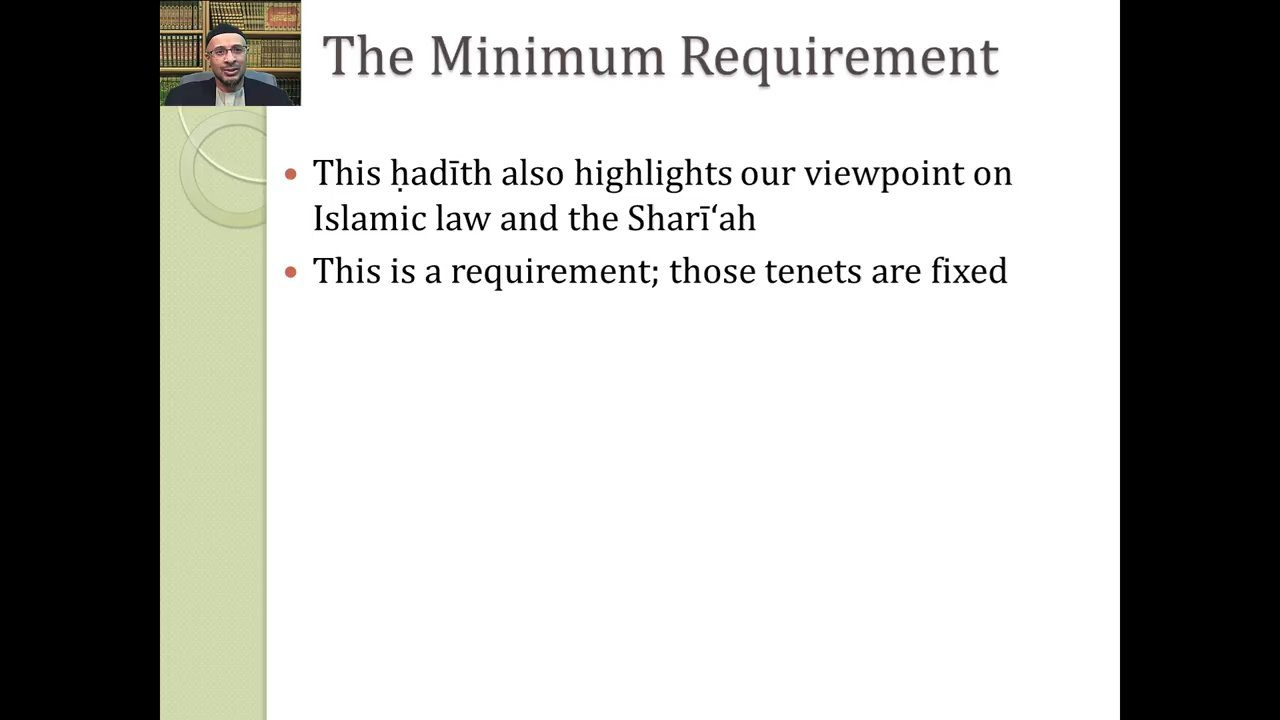 The Minimum Requirement
• This ḥadīth also highlights our viewpoint on
Islamic law and the Sharī‘ah
• This is a requirement; those tenets are fixed